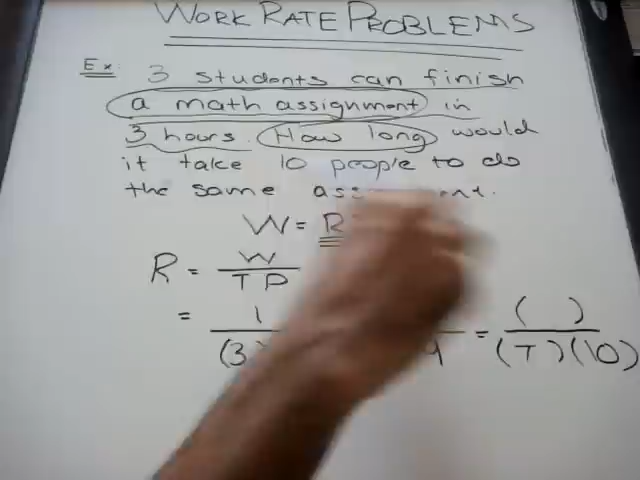 WORK RATE PROBLEMS
Ex: 3 students can finish
a math assignment in
3 hours. How long would
it take 10 people to do
the same
W = R
R = W / T P
= 1 / (3) = ( ) / (T)(10)